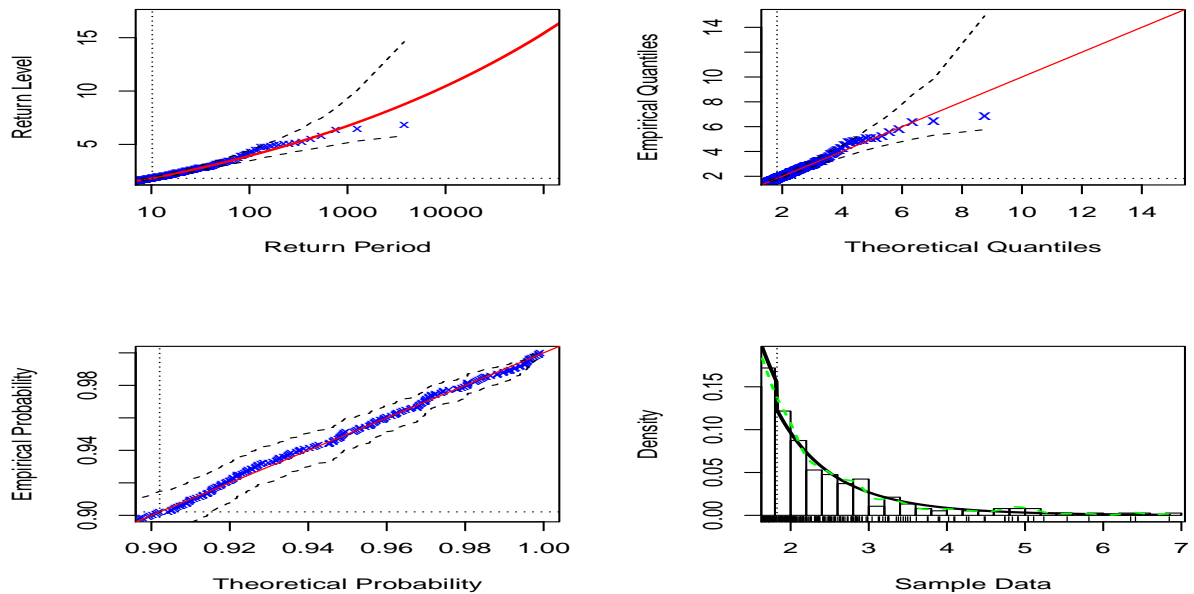 Return Level
15
10
5
10 100 1000 10000
Return Period
Empirical Quantiles
14
10
6
4
2
2 4 6 8 10 12 14
Theoretical Quantiles
Empirical Probability
0.98
0.94
0.90
0.90 0.92 0.94 0.96 0.98 1.00
Theoretical Probability
Density
0.15
0.10
0.05
0.00
2 3 4 5 6 7
Sample Data